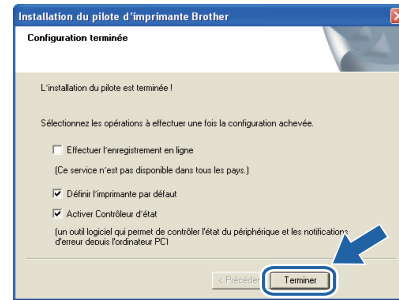 Installation du pilote d'imprimante Brother
Configuration terminée
L'installation du pilote est terminée !
Sélectionnez les opérations à effectuer une fois la configuration achevée.
Effectuer l'enregistrement en ligne
(Ce service n'est pas disponible dans tous les pays.)
Définir l'imprimante par défaut
Activer Contrôleur d'état
(un outil logiciel qui permet de contrôler l'état du périphérique et les notifications
d'erreur depuis l'ordinateur PC)
< Précéder Terminer